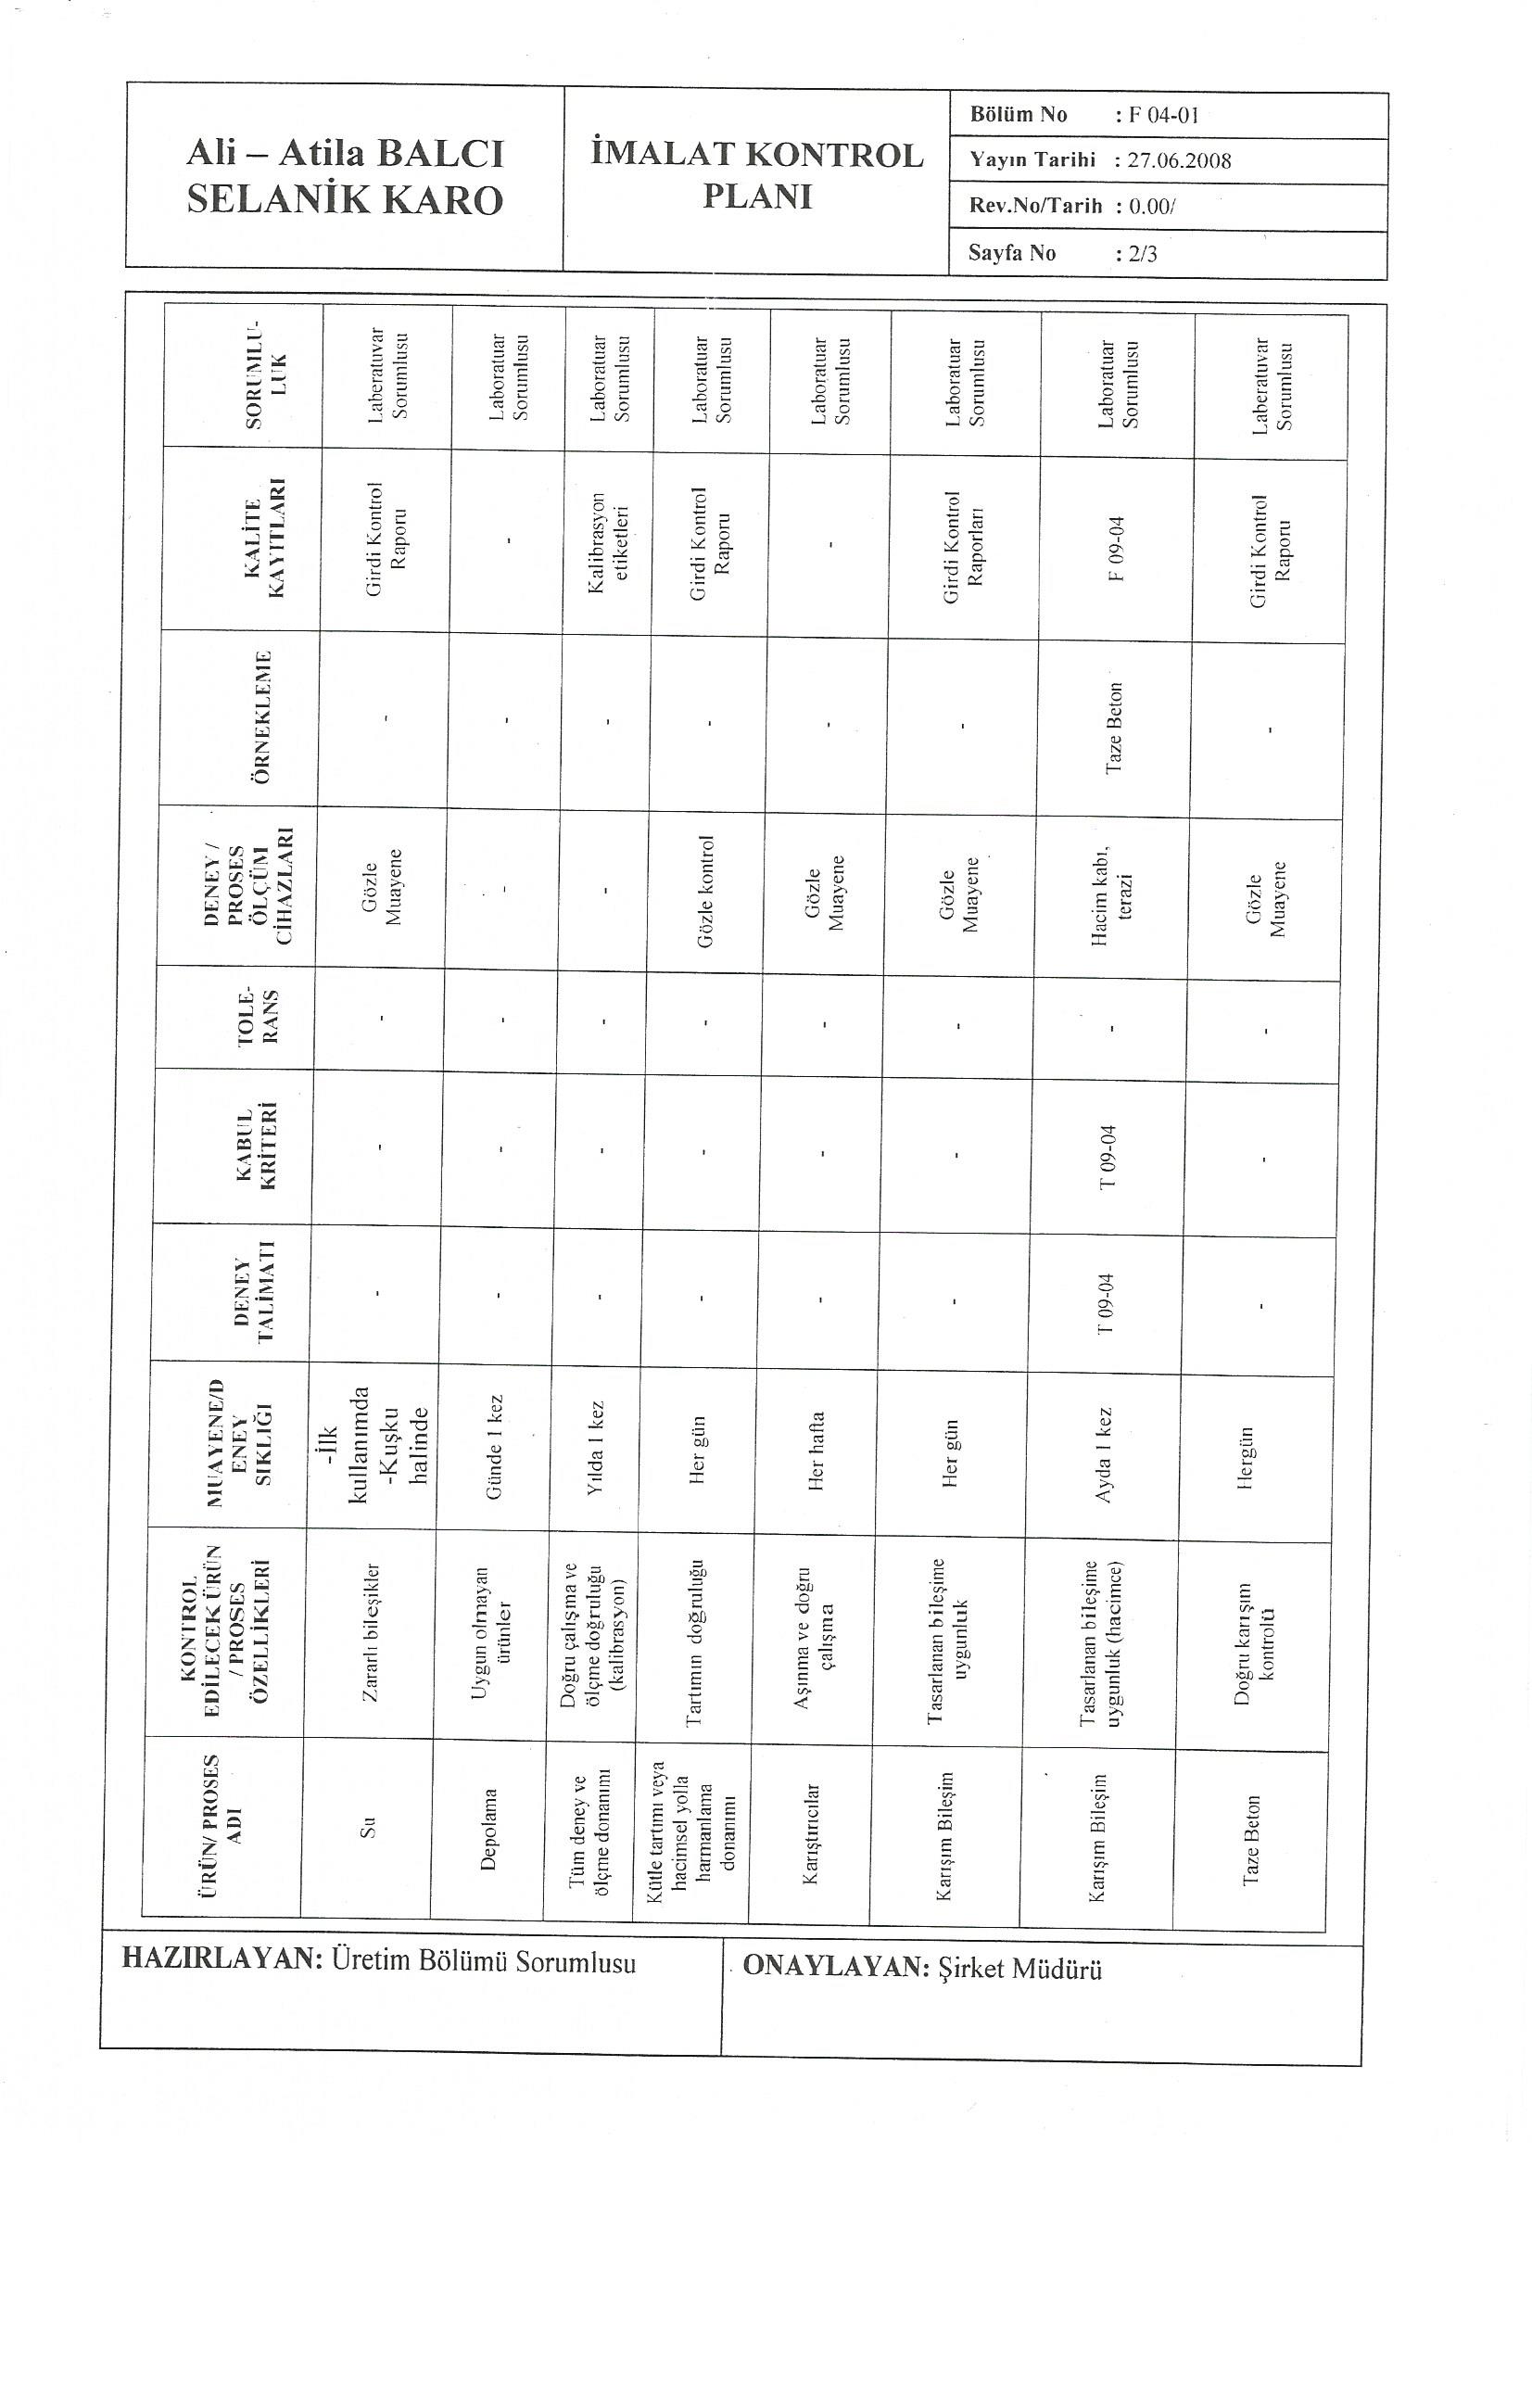 Ali – Atila BALCI
SELANİK KARO
İMALAT KONTROL
PLANI
Bölüm No : F 04-01
Yayın Tarihi : 27.06.2008
Rev.No/Tarih : 0.00/
Sayfa No : 2/3
ÜRÜN/ PROSES
ADI
KONTROL
EDİLECEK ÜRÜN
/ PROSES
ÖZELLİKLERİ
MUAYENE/D
ENEY
SIKLIĞI
DENEY
TALİMATI
KABUL
KRİTERİ
TOLE-
RANS
DENEY /
PROSES
ÖLÇÜM
CİHAZLARI
ÖRNEKLEME
KALİTE
KAYITLARI
SORUMLU-
LUK
Su
Zararlı bileşikler
-İlk
kullanımda
-Kuşku
halinde
-
-
-
Gözle
Muayene
-
Girdi Kontrol
Raporu
Laberatuvar
Sorumlusu
Depolama
Uygun olmayan
ürünler
Günde 1 kez
-
-
-
-
-
-
Laboratuar
Sorumlusu
Tüm deney ve
ölçme donanımı
Doğru çalışma ve
ölçme doğruluğu
(kalibrasyon)
Yılda 1 kez
-
-
-
-
-
Kalibrasyon
etiketleri
Laboratuar
Sorumlusu
Kütle tartımı veya
hacimsel yolla
harmanlama
donanımı
Tartımın doğruluğu
Her gün
-
-
-
Gözle kontrol
-
Girdi Kontrol
Raporu
Laboratuar
Sorumlusu
Karıştırıcılar
Aşınma ve doğru
çalışma
Her hafta
-
-
-
Gözle
Muayene
-
-
Laboratuar
Sorumlusu
Karışım Bileşim
Tasarlanan bileşime
uygunluk
Her gün
-
-
-
Gözle
Muayene
-
Girdi Kontrol
Raporları
Laboratuar
Sorumlusu
Karışım Bileşim
Tasarlanan bileşime
uygunluk (hacimce)
Ayda 1 kez
T 09-04
T 09-04
-
Hacim kabı,
terazi
Taze Beton
F 09-04
Laboratuar
Sorumlusu
Taze Beton
Doğru karışım
kontrolü
Hergün
-
-
-
Gözle
Muayene
-
Girdi Kontrol
Raporu
Laberatuvar
Sorumlusu
HAZIRLAYAN: Üretim Bölümü Sorumlusu
ONAYLAYAN: Şirket Müdürü